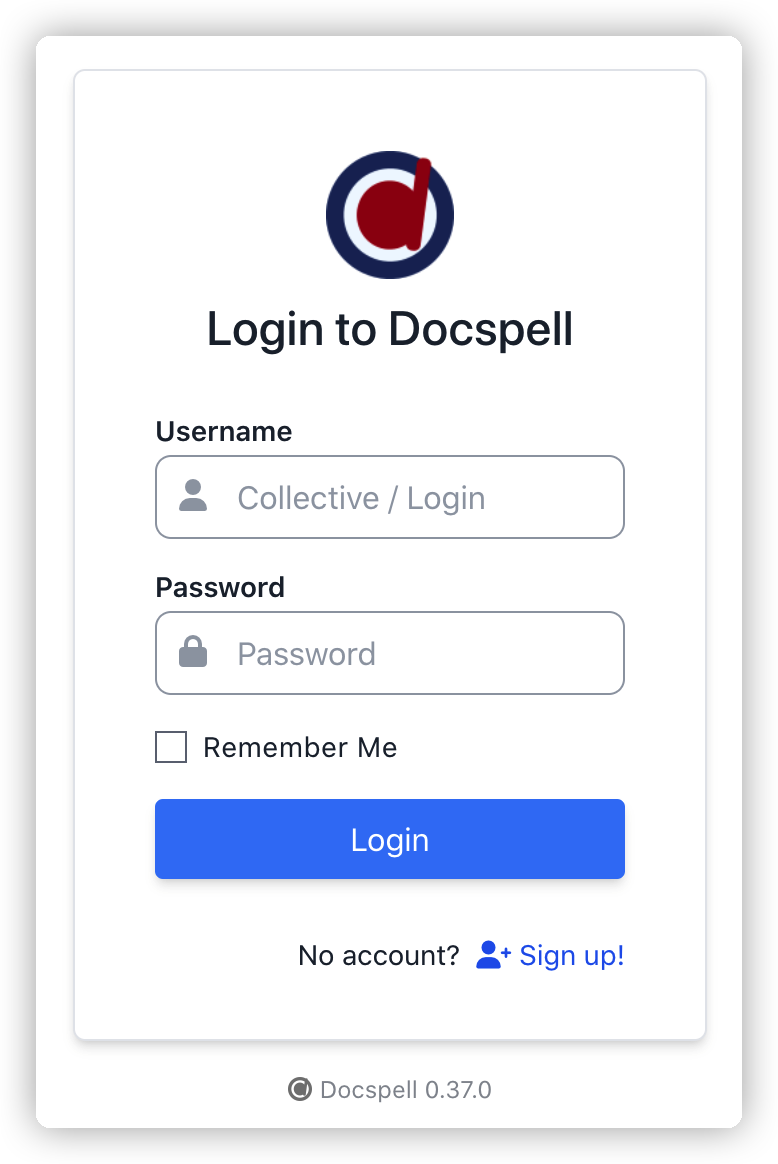 Login to Docspell
Username
Collective / Login
Password
Password
Remember Me
Login
No account? Sign up!
Docspell 0.37.0